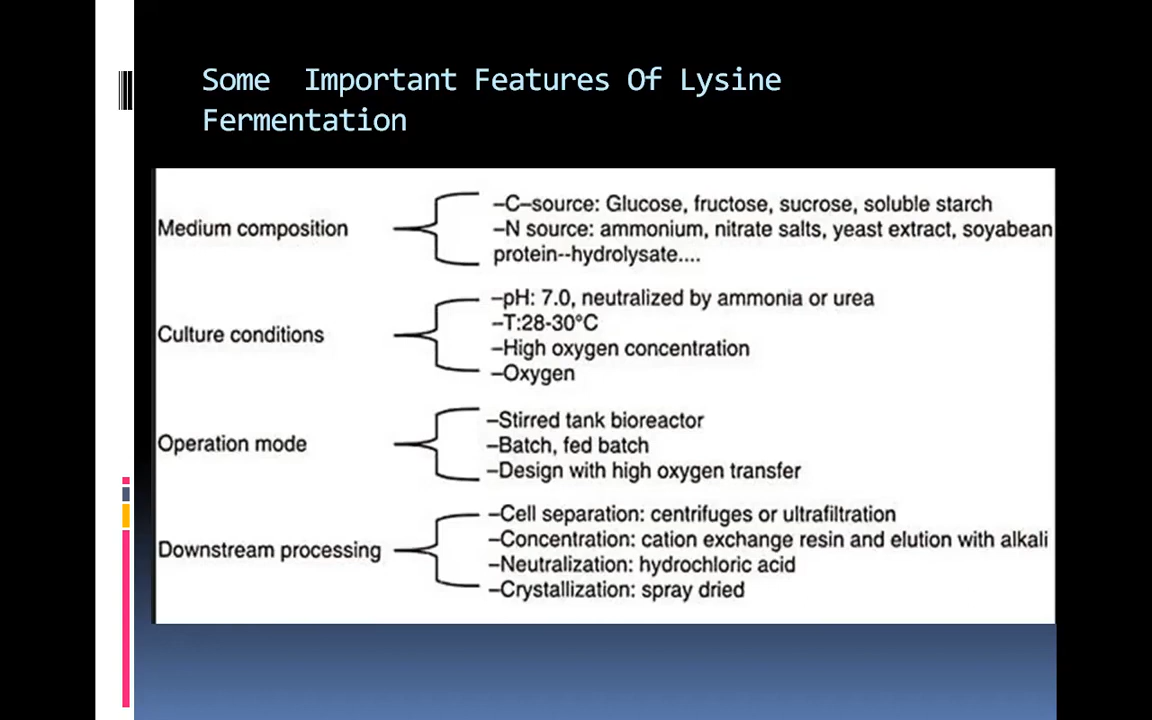 Some Important Features Of Lysine
Fermentation
Medium composition
–C–source: Glucose, fructose, sucrose, soluble starch
–N source: ammonium, nitrate salts, yeast extract, soyabean
protein--hydrolysate....
Culture conditions
–pH: 7.0, neutralized by ammonia or urea
–T:28-30°C
–High oxygen concentration
–Oxygen
Operation mode
–Stirred tank bioreactor
–Batch, fed batch
–Design with high oxygen transfer
Downstream processing
–Cell separation: centrifuges or ultrafiltration
–Concentration: cation exchange resin and elution with alkali
–Neutralization: hydrochloric acid
–Crystallization: spray dried